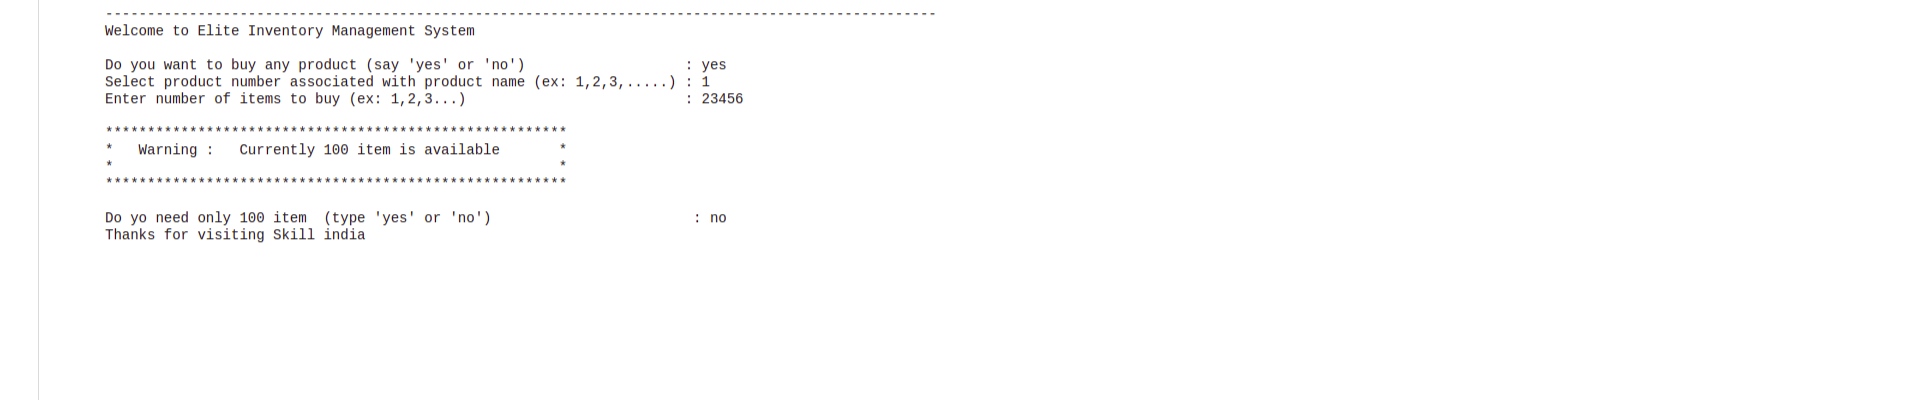 ---------------------------------------------------------------------------------------------------
Welcome to Elite Inventory Management System
Do you want to buy any product (say 'yes' or 'no')                   : yes
Select product number associated with product name (ex: 1,2,3,.....) : 1
Enter number of items to buy (ex: 1,2,3...)                          : 23456
*******************************************************
*   Warning :   Currently 100 item is available       *
*                                                     *
*******************************************************
Do yo need only 100 item  (type 'yes' or 'no')                        : no
Thanks for visiting Skill india